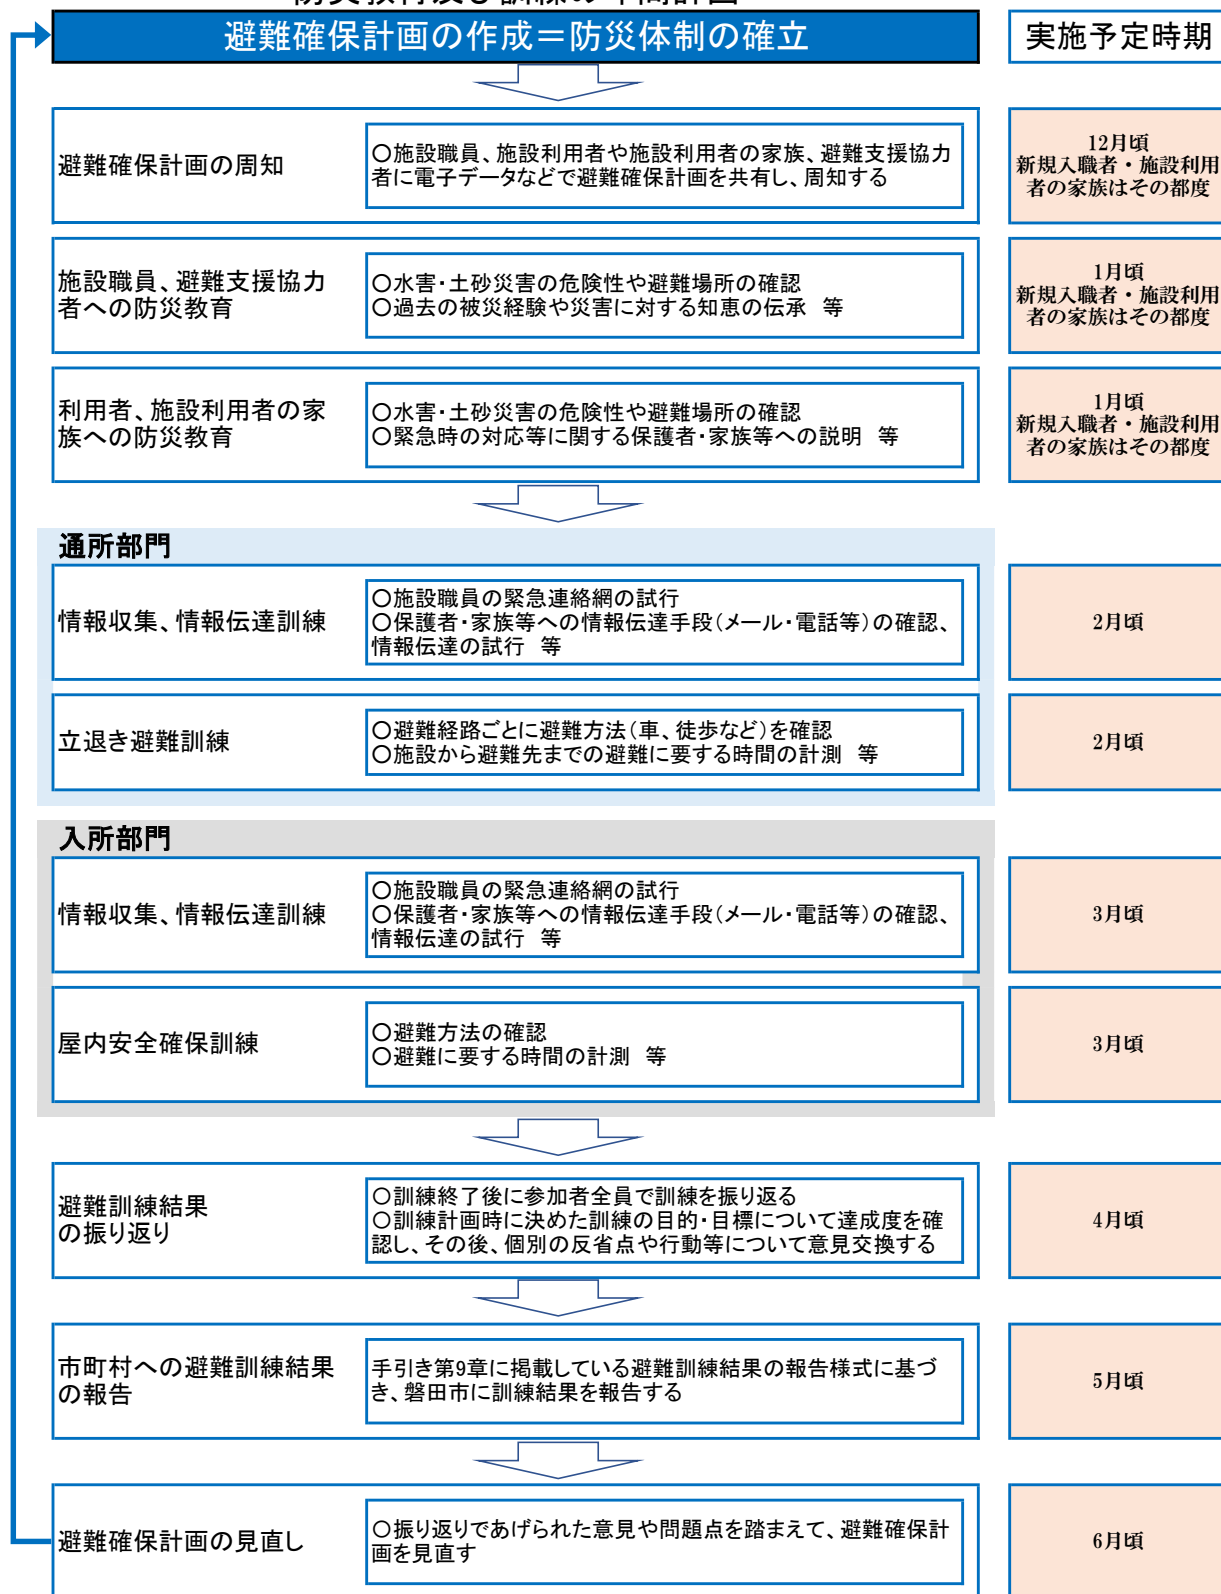 防災教育及び訓練の年間計画
避難確保計画の作成＝防災体制の確立
実施予定時期
避難確保計画の周知
○施設職員、施設利用者や施設利用者の家族、避難支援協力
者に電子データなどで避難確保計画を共有し、周知する
12月頃
新規入職者・施設利用
者の家族はその都度
施設職員、避難支援協力
者への防災教育
○水害・土砂災害の危険性や避難場所の確認
○過去の被災経験や災害に対する知恵の伝承　等
1月頃
新規入職者・施設利用
者の家族はその都度
利用者、施設利用者の家
族への防災教育
○水害・土砂災害の危険性や避難場所の確認
○緊急時の対応等に関する保護者・家族等への説明　等
1月頃
新規入職者・施設利用
者の家族はその都度
通所部門
情報収集、情報伝達訓練
○施設職員の緊急連絡網の試行
○保護者・家族等への情報伝達手段（メール・電話等）の確認、
情報伝達の試行　等
2月頃
立退き避難訓練
○避難経路ごとに避難方法（車、徒歩など）を確認
○施設から避難先までの避難に要する時間の計測　等
2月頃
入所部門
情報収集、情報伝達訓練
○施設職員の緊急連絡網の試行
○保護者・家族等への情報伝達手段（メール・電話等）の確認、
情報伝達の試行　等
3月頃
屋内安全確保訓練
○避難方法の確認
○避難に要する時間の計測　等
3月頃
避難訓練結果
の振り返り
○訓練終了後に参加者全員で訓練を振り返る
○訓練計画時に決めた訓練の目的・目標について達成度を確
認し、その後、個別の反省点や行動等について意見交換する
4月頃
市町村への避難訓練結果
の報告
手引き第9章に掲載している避難訓練結果の報告様式に基づ
き、磐田市に訓練結果を報告する
5月頃
避難確保計画の見直し
○振り返りであげられた意見や問題点を踏まえて、避難確保計
画を見直す
6月頃